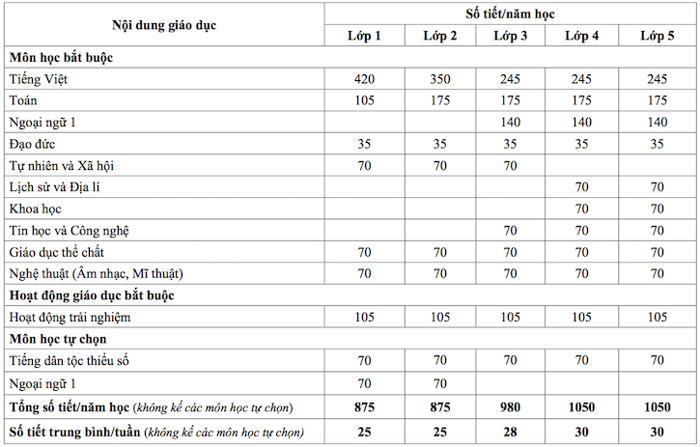 Nội dung giáo dục Số tiết/năm học
Lớp 1 Lớp 2 Lớp 3 Lớp 4 Lớp 5
Môn học bắt buộc
Tiếng Việt 420 350 245 245 245
Toán 105 175 175 175 175
Ngoại ngữ 1 140 140 140
Đạo đức 35 35 35 35 35
Tự nhiên và Xã hội 70 70 70
Lịch sử và Địa lí 70 70
Khoa học 70 70
Tin học và Công nghệ 70 70 70
Giáo dục thể chất 70 70 70 70 70
Nghệ thuật (Âm nhạc, Mĩ thuật) 70 70 70 70 70
Hoạt động giáo dục bắt buộc
Hoạt động trải nghiệm 105 105 105 105 105
Môn học tự chọn
Tiếng dân tộc thiểu số 70 70 70 70 70
Ngoại ngữ 1 70 70
Tổng số tiết/năm học (không kể các môn học tự chọn) 875 875 980 1050 1050
Số tiết trung bình/tuần (không kể các môn học tự chọn) 25 25 28 30 30